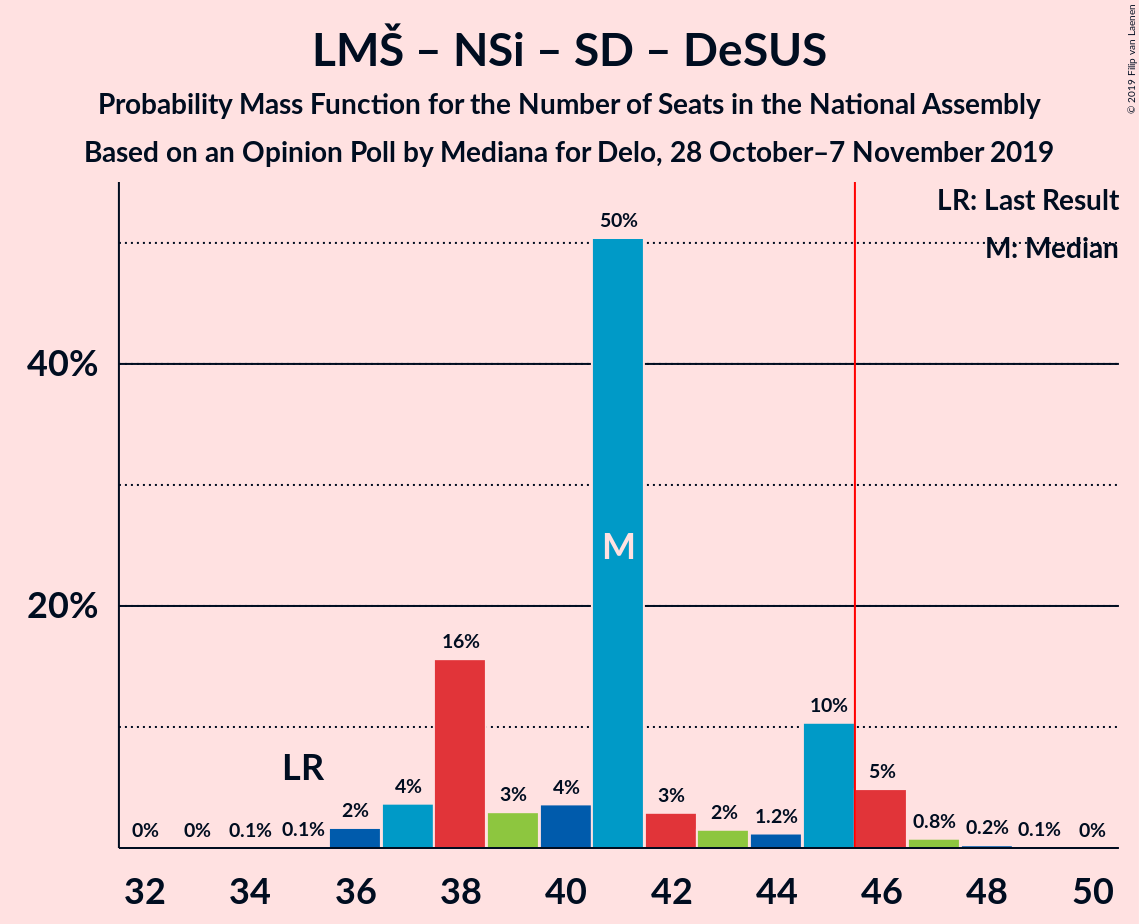 LMŠ – NSi – SD – DeSUS
Probability Mass Function for the Number of Seats in the National Assembly
Based on an Opinion Poll by Mediana for Delo, 28 October–7 November 2019
© 2019 Filip van Laenen
LR: Last Result
M: Median
40%
20%
0%
0%
0.1%
0.1%
LR
2%
4%
16%
3%
4%
50%
M
3%
2%
1.2%
10%
5%
0.8%
0.2%
0.1%
0%
32 34 36 38 40 42 44 46 48 50